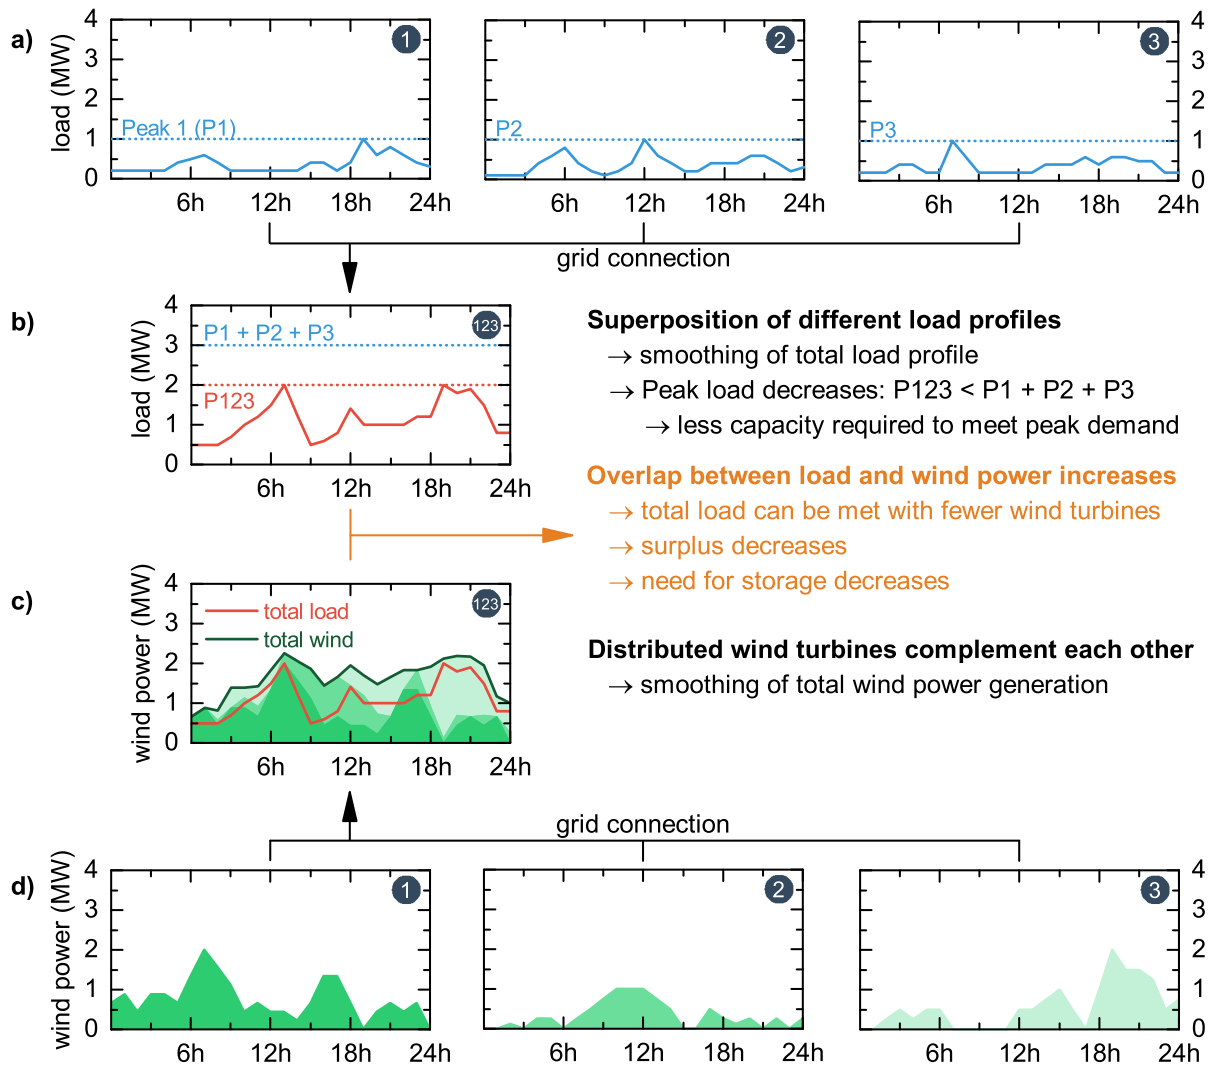 a)
load (MW)
4
3
2
1
0
Peak 1 (P1)
1
6h
12h
18h
24h
P2
2
6h
12h
18h
24h
P3
3
4
3
2
1
0
6h
12h
18h
24h
grid connection
b)
load (MW)
4
3
2
1
0
P1 + P2 + P3
P123
123
6h
12h
18h
24h
Superposition of different load profiles
→ smoothing of total load profile
→ Peak load decreases: P123 < P1 + P2 + P3
→ less capacity required to meet peak demand
Overlap between load and wind power increases
→ total load can be met with fewer wind turbines
→ surplus decreases
→ need for storage decreases
c)
wind power (MW)
4
3
2
1
0
total load
total wind
123
6h
12h
18h
24h
Distributed wind turbines complement each other
→ smoothing of total wind power generation
grid connection
d)
wind power (MW)
4
3
2
1
0
1
6h
12h
18h
24h
2
6h
12h
18h
24h
3
4
3
2
1
0
6h
12h
18h
24h